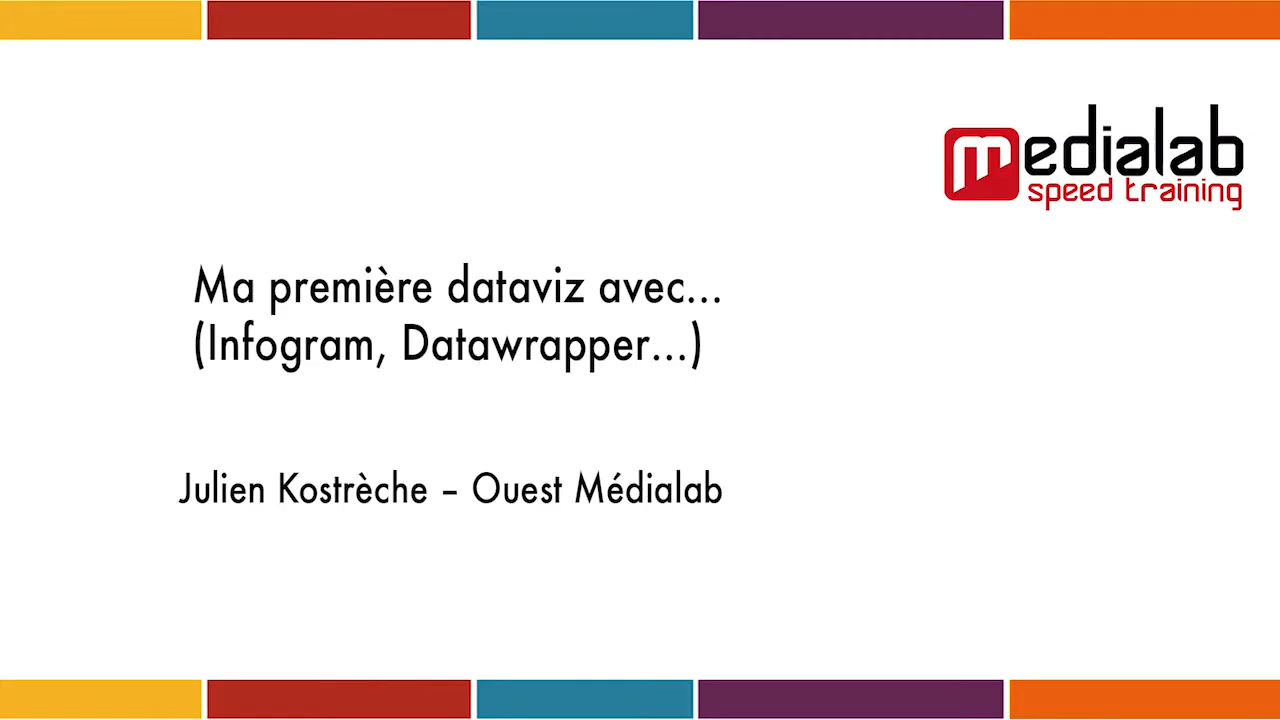 medialab
speed training
Ma première dataviz avec...
(Infogram, Datawrapper...)
Julien Kostrèche – Ouest Médialab